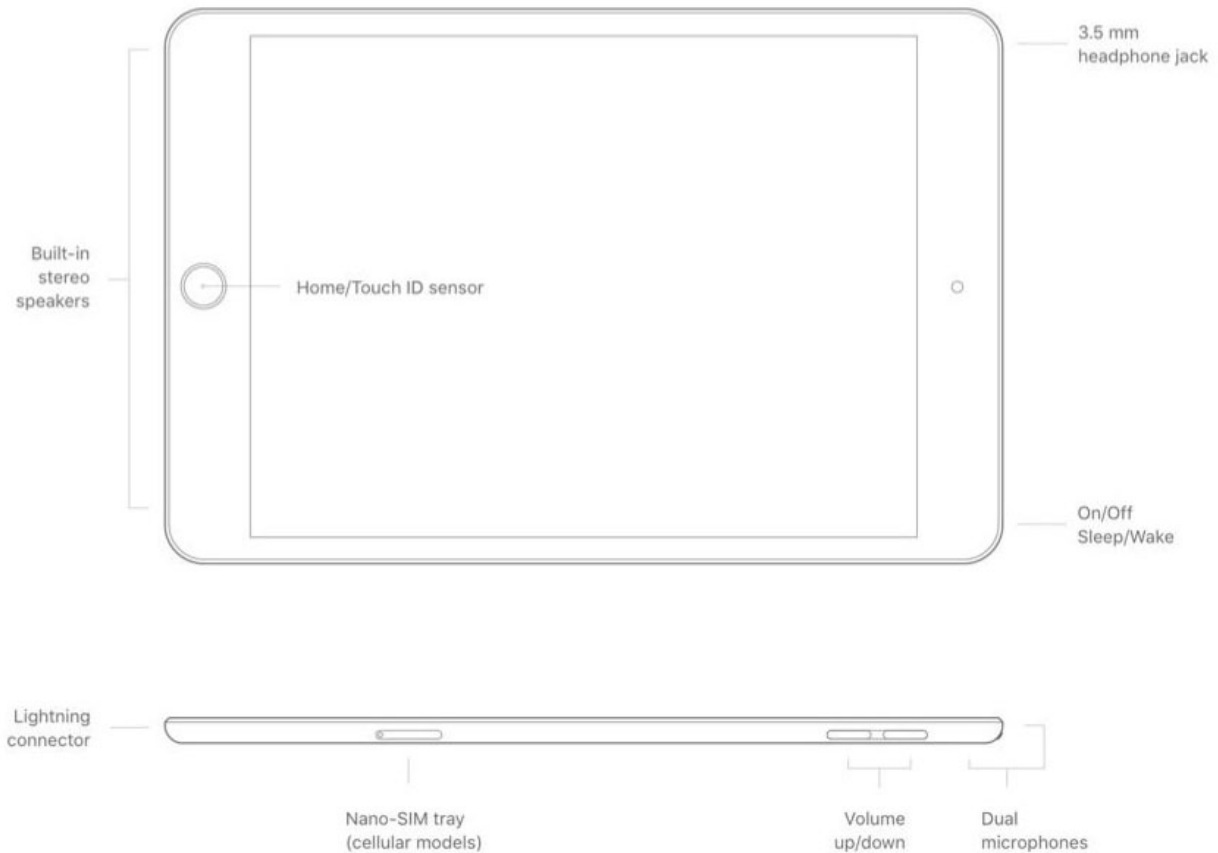 3.5 mm
headphone jack
Built-in
stereo
speakers
Home/Touch ID sensor
On/Off
Sleep/Wake
Lightning
connector
Nano-SIM tray
(cellular models)
Volume
up/down
Dual
microphones